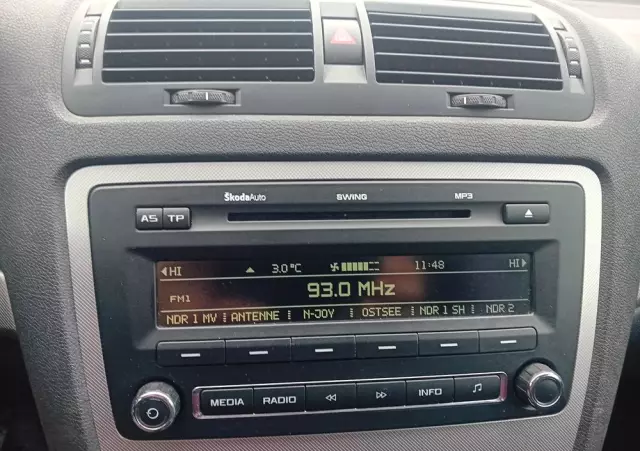 ŠkodaAuto SWING MP3
AS TP
HI 3.0°C 11:48 HI
93.0 MHz
FM1
NDR 1 MV ANTENNE N-JOY OSTSEE NDR 1 SH NDR 2
MEDIA RADIO INFO